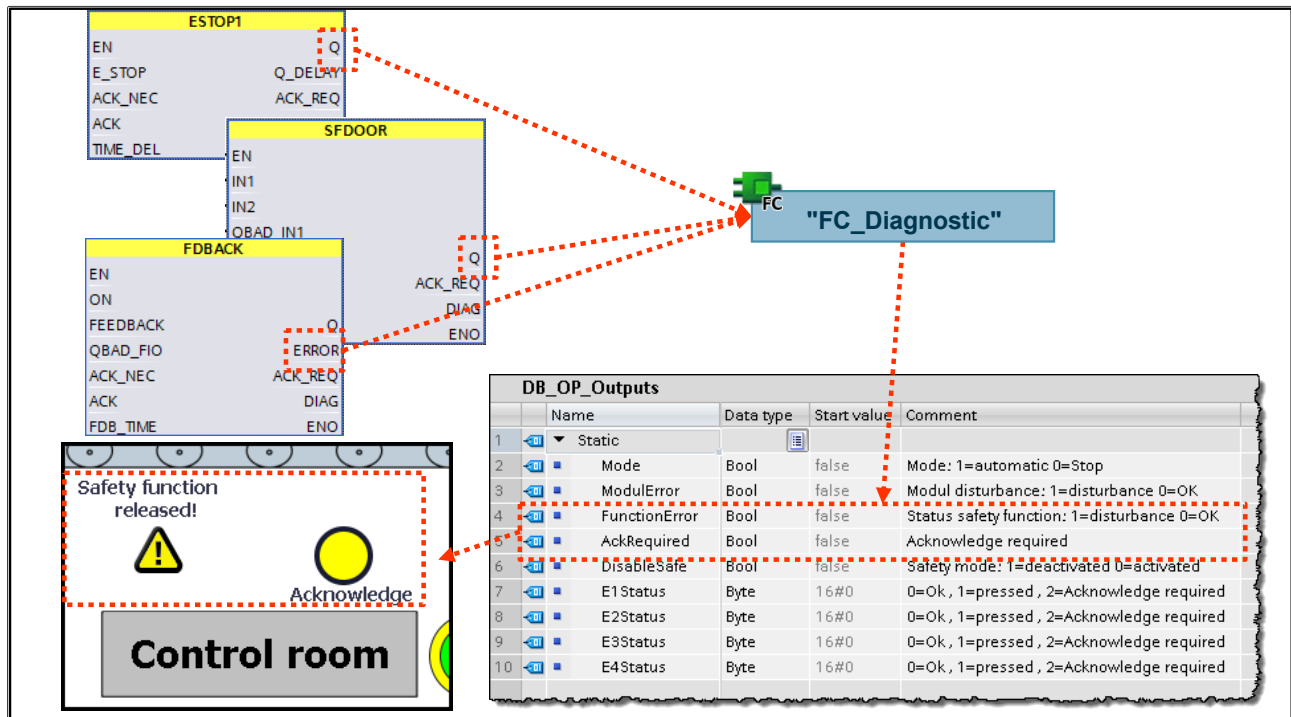 ESTOP1
EN Q
E_STOP Q_DELAY
ACK_NEC ACK_REQ
ACK
TIME_DEL
SFDOOR
EN
IN1
IN2
QBAD_IN1
Q
ACK_REQ
DIAG
ENO
FDBACK
EN
ON
FEEDBACK Q
QBAD_FIO ERROR
ACK_NEC ACK_REQ
ACK DIAG
FDB_TIME ENO
FC
"FC_Diagnostic"
DB_OP_Outputs
Name Data type Start value Comment
1 Static
2 Mode Bool false Mode: 1=automatic 0=Stop
3 ModulError Bool false Modul disturbance: 1=disturbance 0=OK
4 FunctionError Bool false Status safety function: 1=disturbance 0=OK
5 AckRequired Bool false Acknowledge required
6 DisableSafe Bool false Safety mode: 1=deactivated 0=activated
7 E1Status Byte 16#0 0=Ok, 1=pressed, 2=Acknowledge required
8 E2Status Byte 16#0 0=Ok, 1=pressed, 2=Acknowledge required
9 E3Status Byte 16#0 0=Ok, 1=pressed, 2=Acknowledge required
10 E4Status Byte 16#0 0=Ok, 1=pressed, 2=Acknowledge required
Safety function
released!
Acknowledge
Control room